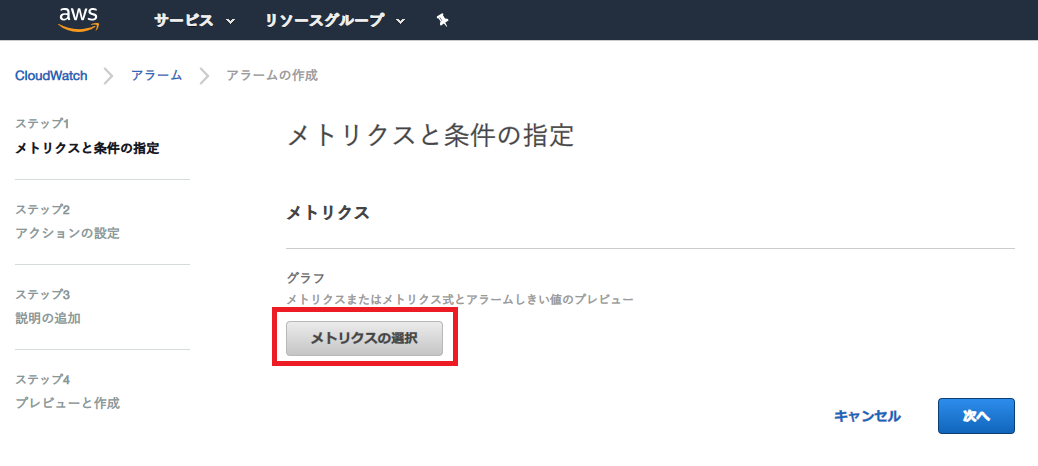 aws
サービス
リソースグループ
CloudWatch
アラーム
アラームの作成
ステップ1
メトリクスと条件の指定
ステップ2
アクションの設定
ステップ3
説明の追加
ステップ4
プレビューと作成
メトリクスと条件の指定
メトリクス
グラフ
メトリクスまたはメトリクス式とアラームしきい値のプレビュー
メトリクスの選択
キャンセル
次へ